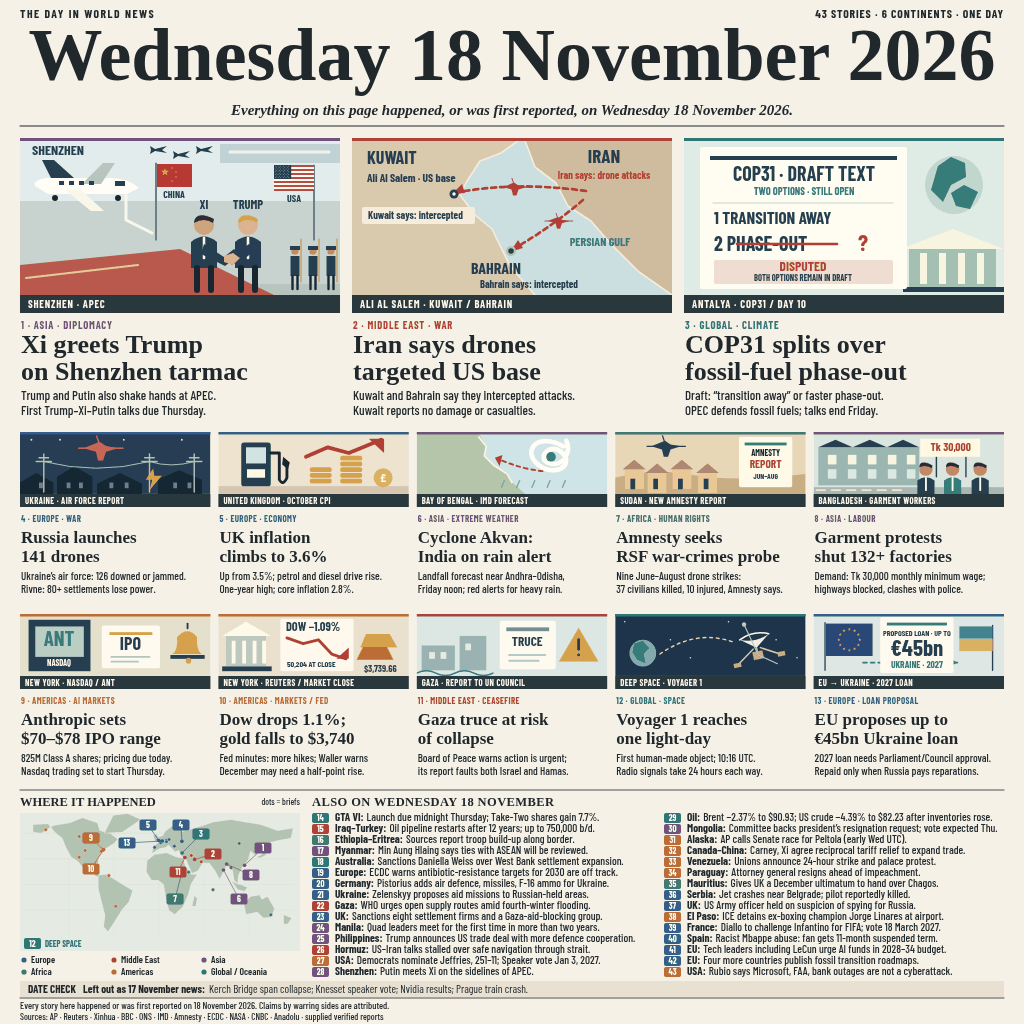 THE DAY IN WORLD NEWS
43 STORIES · 6 CONTINENTS · ONE DAY
Wednesday 18 November 2026
Everything on this page happened, or was first reported, on Wednesday 18 November 2026.
SHENZHEN
CHINA
XI
TRUMP
USA
SHENZHEN · APEC
KUWAIT
Ali Al Salem · US base
Kuwait says: intercepted
IRAN
Iran says: drone attacks
PERSIAN GULF
BAHRAIN
Bahrain says: intercepted
ALI AL SALEM · KUWAIT / BAHRAIN
COP31 · DRAFT TEXT
TWO OPTIONS · STILL OPEN
1 TRANSITION AWAY
2 PHASE-OUT ?
DISPUTED
BOTH OPTIONS REMAIN IN DRAFT
ANTALYA · COP31 / DAY 10
1 · ASIA · DIPLOMACY
Xi greets Trump
on Shenzhen tarmac
Trump and Putin also shake hands at APEC.
First Trump–Xi–Putin talks due Thursday.
2 · MIDDLE EAST · WAR
Iran says drones
targeted US base
Kuwait and Bahrain say they intercepted attacks.
Kuwait reports no damage or casualties.
3 · GLOBAL · CLIMATE
COP31 splits over
fossil-fuel phase-out
Draft: “transition away” or faster phase-out.
OPEC defends fossil fuels; talks end Friday.
UKRAINE · AIR FORCE REPORT
4 · EUROPE · WAR
Russia launches
141 drones
Ukraine’s air force: 126 downed or jammed.
Rivne: 80+ settlements lose power.
£
UNITED KINGDOM · OCTOBER CPI
5 · EUROPE · ECONOMY
UK inflation
climbs to 3.6%
Up from 3.5%; petrol and diesel drive rise.
One-year high; core inflation 2.8%.
BAY OF BENGAL · IMD FORECAST
6 · ASIA · EXTREME WEATHER
Cyclone Akvan:
India on rain alert
Landfall forecast near Andhra-Odisha,
Friday noon; red alerts for heavy rain.
AMNESTY
REPORT
JUN–AUG
SUDAN · NEW AMNESTY REPORT
7 · AFRICA · HUMAN RIGHTS
Amnesty seeks
RSF war-crimes probe
Nine June–August drone strikes:
37 civilians killed, 10 injured, Amnesty says.
Tk 30,000
BANGLADESH · GARMENT WORKERS
8 · ASIA · LABOUR
Garment protests
shut 132+ factories
Demand: Tk 30,000 monthly minimum wage;
highways blocked, clashes with police.
ANT
NASDAQ
IPO
NEW YORK · NASDAQ / ANT
9 · AMERICAS · AI MARKETS
Anthropic sets
$70–$78 IPO range
825M Class A shares; pricing due today.
Nasdaq trading set to start Thursday.
DOW −1.09%
50,204 AT CLOSE
$3,739.66
NEW YORK · REUTERS / MARKET CLOSE
10 · AMERICAS · MARKETS / FED
Dow drops 1.1%;
gold falls to $3,740
Fed minutes: more hikes; Waller warns
December may need a half-point rise.
TRUCE
GAZA · REPORT TO UN COUNCIL
11 · MIDDLE EAST · CEASEFIRE
Gaza truce at risk
of collapse
Board of Peace warns action is urgent;
its report faults both Israel and Hamas.
DEEP SPACE · VOYAGER 1
12 · GLOBAL · SPACE
Voyager 1 reaches
one light-day
First human-made object; 10:16 UTC.
Radio signals take 24 hours each way.
PROPOSED LOAN · UP TO
€45bn
UKRAINE · 2027
EU → UKRAINE · 2027 LOAN
13 · EUROPE · LOAN PROPOSAL
EU proposes up to
€45bn Ukraine loan
2027 loan needs Parliament/Council approval.
Repaid only when Russia pays reparations.
WHERE IT HAPPENED
dots = briefs
5
4
3
13
9
2
1
10
11
8
7
6
12 DEEP SPACE
Europe
Middle East
Asia
Africa
Americas
Global / Oceania
ALSO ON WEDNESDAY 18 NOVEMBER
14 GTA VI: Launch due midnight Thursday; Take-Two shares gain 7.7%.
15 Iraq–Turkey: Oil pipeline restarts after 12 years; up to 750,000 b/d.
16 Ethiopia–Eritrea: Sources report troop build-up along border.
17 Myanmar: Min Aung Hlaing says ties with ASEAN will be reviewed.
18 Australia: Sanctions Daniella Weiss over West Bank settlement expansion.
19 Europe: ECDC warns antibiotic-resistance targets for 2030 are off track.
20 Germany: Pistorius adds air defence, missiles, F-16 ammo for Ukraine.
21 Ukraine: Zelenskyy proposes aid missions to Russian-held areas.
22 Gaza: WHO urges open supply routes amid fourth-winter flooding.
23 UK: Sanctions eight settlement firms and a Gaza-aid-blocking group.
24 Manila: Quad leaders meet for the first time in more than two years.
25 Philippines: Trump announces US trade deal with more defence cooperation.
26 Hormuz: US–Iran talks stalled over safe navigation through strait.
27 USA: Democrats nominate Jeffries, 251–11; Speaker vote Jan 3, 2027.
28 Shenzhen: Putin meets Xi on the sidelines of APEC.
29 Oil: Brent −2.37% to $90.93; US crude −4.39% to $82.23 after inventories rose.
30 Mongolia: Committee backs president’s resignation request; vote expected Thu.
31 Alaska: AP calls Senate race for Peltola (early Wed UTC).
32 Canada–China: Carney, Xi agree reciprocal tariff relief to expand trade.
33 Venezuela: Unions announce 24-hour strike and palace protest.
34 Paraguay: Attorney general resigns ahead of impeachment.
35 Mauritius: Gives UK a December ultimatum to hand over Chagos.
36 Serbia: Jet crashes near Belgrade; pilot reportedly killed.
37 UK: US Army officer held on suspicion of spying for Russia.
38 El Paso: ICE detains ex-boxing champion Jorge Linares at airport.
39 France: Diallo to challenge Infantino for FIFA; vote 18 March 2027.
40 Spain: Racist Mbappe abuse: fan gets 11-month suspended term.
41 EU: Tech leaders including LeCun urge AI funds in 2028–34 budget.
42 EU: Four more countries publish fossil transition roadmaps.
43 USA: Rubio says Microsoft, FAA, bank outages are not a cyberattack.
DATE CHECK Left out as 17 November news: Kerch Bridge span collapse; Knesset speaker vote; Nvidia results; Prague train crash.
Every story here happened or was first reported on 18 November 2026. Claims by warring sides are attributed.
Sources: AP · Reuters · Xinhua · BBC · ONS · IMD · Amnesty · ECDC · NASA · CNBC · Anadolu · supplied verified reports